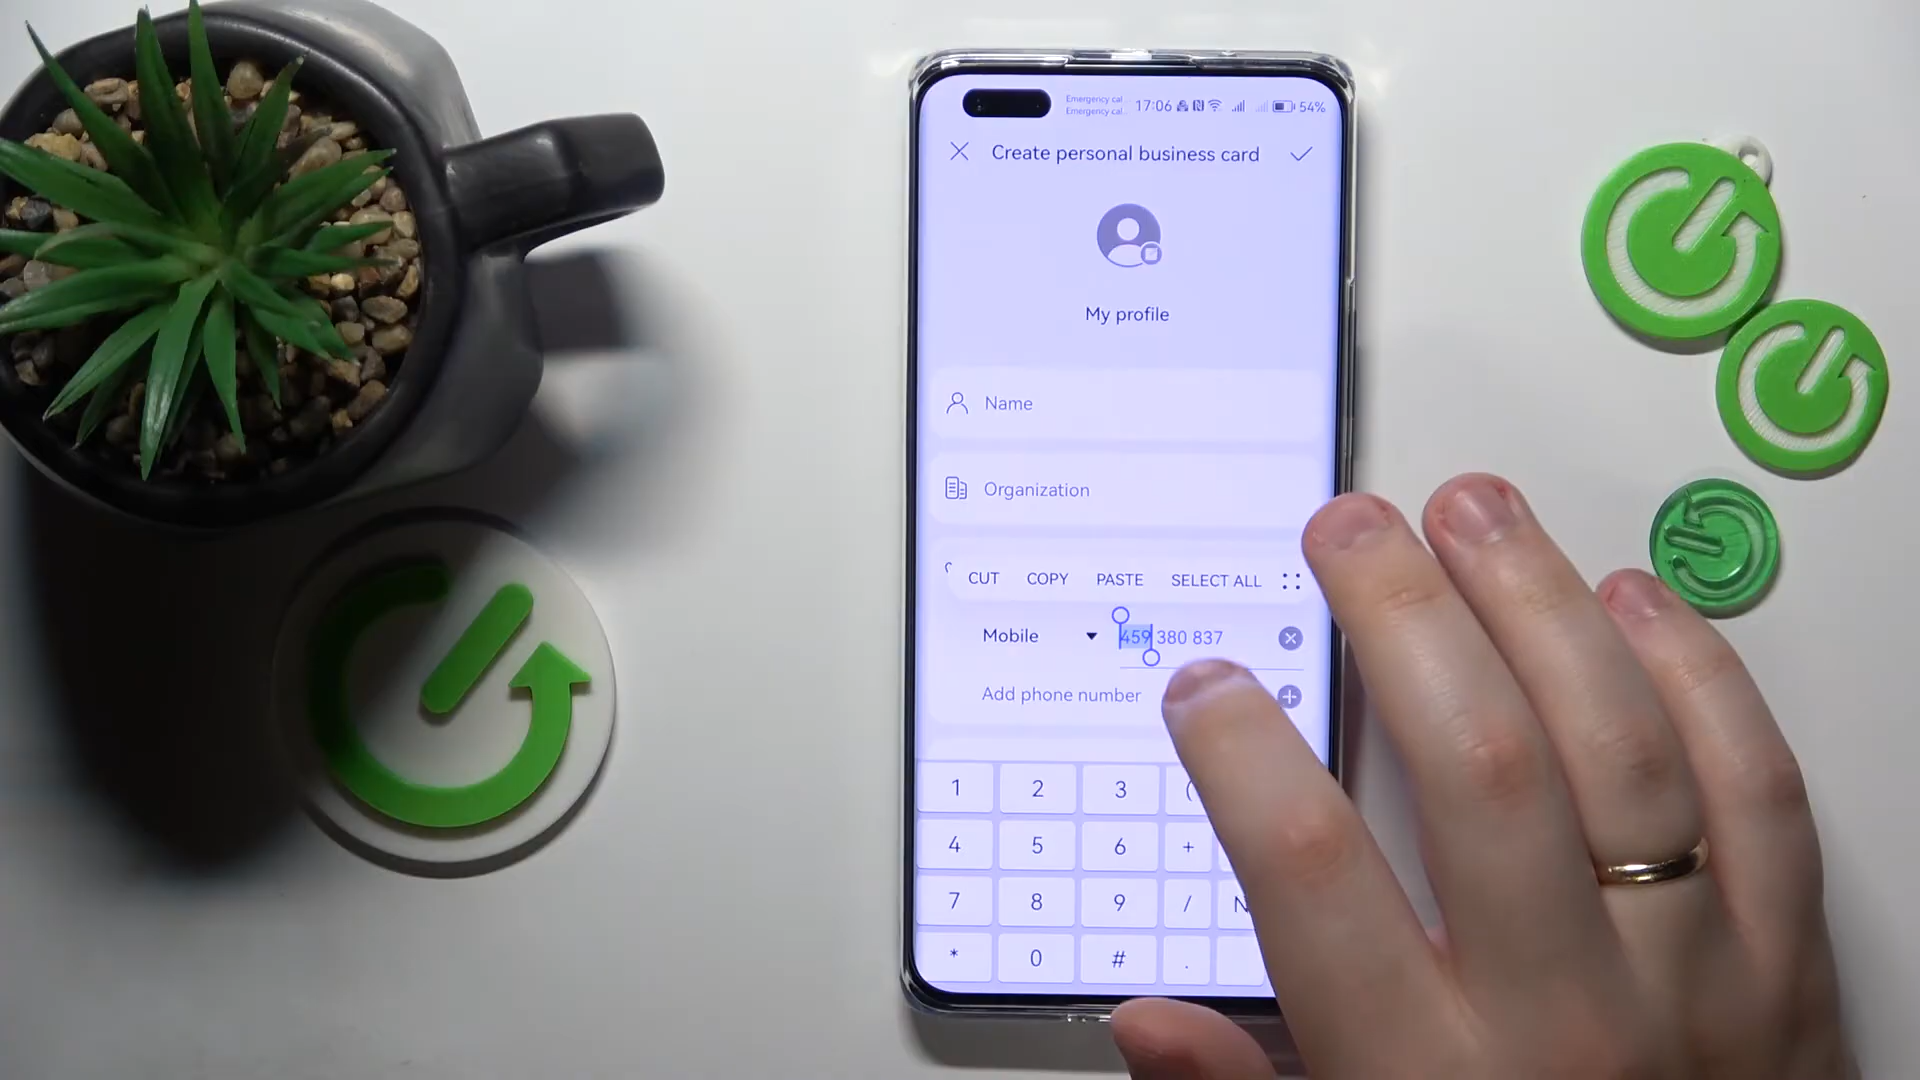 Emergency cal
Emergency cal...
17:06
54%
Create personal business card
My profile
Name
Organization
CUT COPY PASTE SELECT ALL
Mobile 459 380 837
Add phone number
1 2 3 (
4 5 6 +
7 8 9 / N
* 0 # .